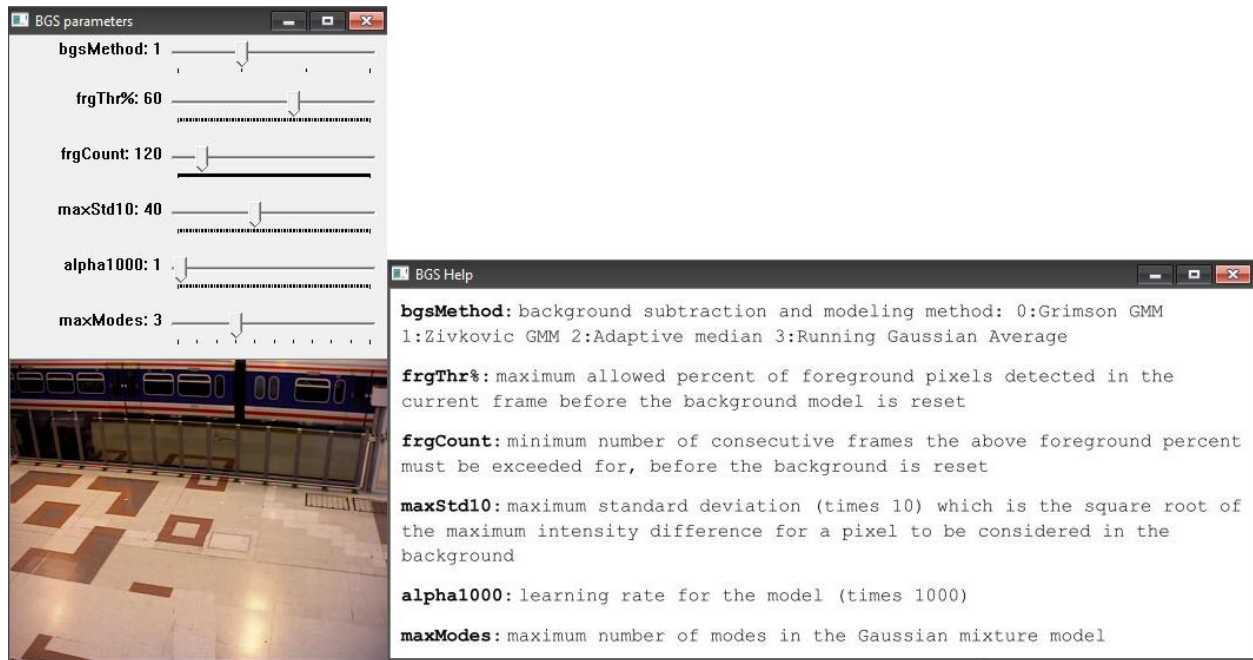 BGS parameters
bgsMethod: 1
frgThr%: 60
frgCount: 120
maxStd10: 40
alpha1000: 1
maxModes: 3
BGS Help
bgsMethod: background subtraction and modeling method: 0:Grimson GMM
1:Zivkovic GMM 2:Adaptive median 3:Running Gaussian Average
frgThr%: maximum allowed percent of foreground pixels detected in the
current frame before the background model is reset
frgCount: minimum number of consecutive frames the above foreground percent
must be exceeded for, before the background is reset
maxStd10: maximum standard deviation (times 10) which is the square root of
the maximum intensity difference for a pixel to be considered in the
background
alpha1000: learning rate for the model (times 1000)
maxModes: maximum number of modes in the Gaussian mixture model